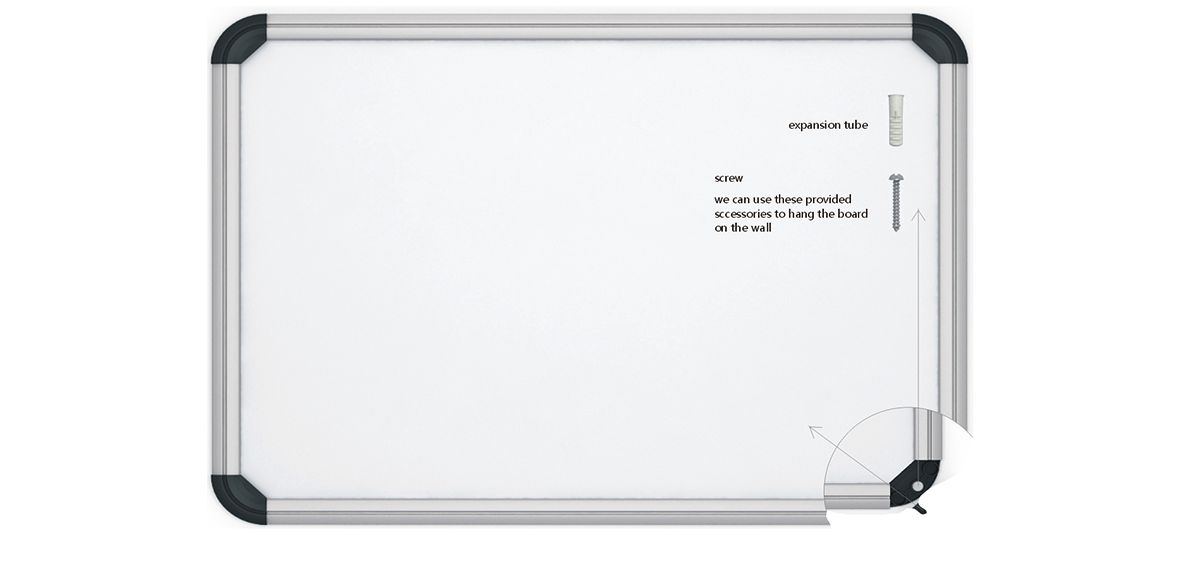 expansion tube
screw
we can use these provided
sccessories to hang the board
on the wall